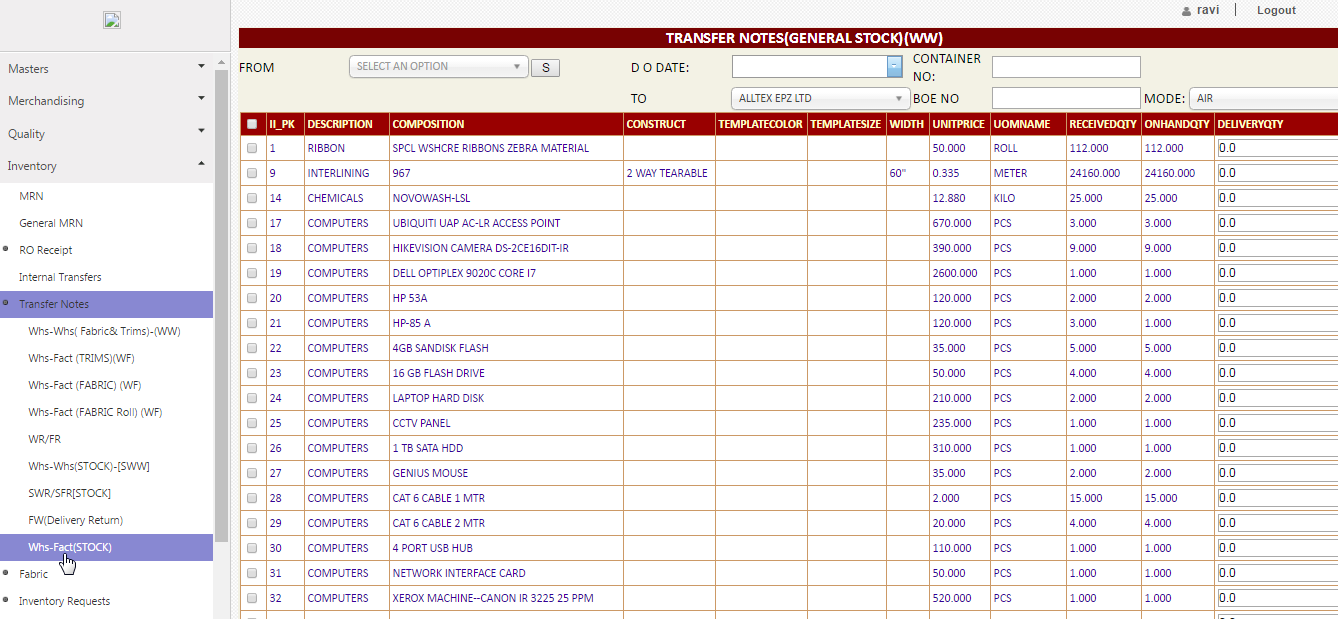 ravi | Logout
Masters
Merchandising
Quality
Inventory
MRN
General MRN
RO Receipt
Internal Transfers
Transfer Notes
Whs-Whs( Fabric& Trims)-(WW)
Whs-Fact (TRIMS)(WF)
Whs-Fact (FABRIC) (WF)
Whs-Fact (FABRIC Roll) (WF)
WR/FR
Whs-Whs(STOCK)-[SWW]
SWR/SFR[STOCK]
FW(Delivery Return)
Whs-Fact(STOCK)
Fabric
Inventory Requests
TRANSFER NOTES(GENERAL STOCK)(WW)
FROM SELECT AN OPTION S D O DATE: CONTAINER NO:
TO ALLTEX EPZ LTD BOE NO MODE: AIR
II_PK DESCRIPTION COMPOSITION CONSTRUCT TEMPLATECOLOR TEMPLATESIZE WIDTH UNITPRICE UOMNAME RECEIVEDQTY ONHANDQTY DELIVERYQTY
1 RIBBON SPCL WSHCRE RIBBONS ZEBRA MATERIAL 50.000 ROLL 112.000 112.000 0.0
9 INTERLINING 967 2 WAY TEARABLE 60" 0.335 METER 24160.000 24160.000 0.0
14 CHEMICALS NOVOWASH-LSL 12.880 KILO 25.000 25.000 0.0
17 COMPUTERS UBIQUITI UAP AC-LR ACCESS POINT 670.000 PCS 3.000 3.000 0.0
18 COMPUTERS HIKEVISION CAMERA DS-2CE16DIT-IR 390.000 PCS 9.000 9.000 0.0
19 COMPUTERS DELL OPTIPLEX 9020C CORE I7 2600.000 PCS 1.000 1.000 0.0
20 COMPUTERS HP 53A 120.000 PCS 2.000 2.000 0.0
21 COMPUTERS HP-85 A 120.000 PCS 3.000 1.000 0.0
22 COMPUTERS 4GB SANDISK FLASH 35.000 PCS 5.000 5.000 0.0
23 COMPUTERS 16 GB FLASH DRIVE 50.000 PCS 4.000 4.000 0.0
24 COMPUTERS LAPTOP HARD DISK 210.000 PCS 2.000 2.000 0.0
25 COMPUTERS CCTV PANEL 235.000 PCS 1.000 1.000 0.0
26 COMPUTERS 1 TB SATA HDD 310.000 PCS 1.000 1.000 0.0
27 COMPUTERS GENIUS MOUSE 35.000 PCS 2.000 2.000 0.0
28 COMPUTERS CAT 6 CABLE 1 MTR 2.000 PCS 15.000 15.000 0.0
29 COMPUTERS CAT 6 CABLE 2 MTR 20.000 PCS 4.000 4.000 0.0
30 COMPUTERS 4 PORT USB HUB 110.000 PCS 1.000 1.000 0.0
31 COMPUTERS NETWORK INTERFACE CARD 50.000 PCS 1.000 1.000 0.0
32 COMPUTERS XEROX MACHINE--CANON IR 3225 25 PPM 520.000 PCS 1.000 1.000 0.0